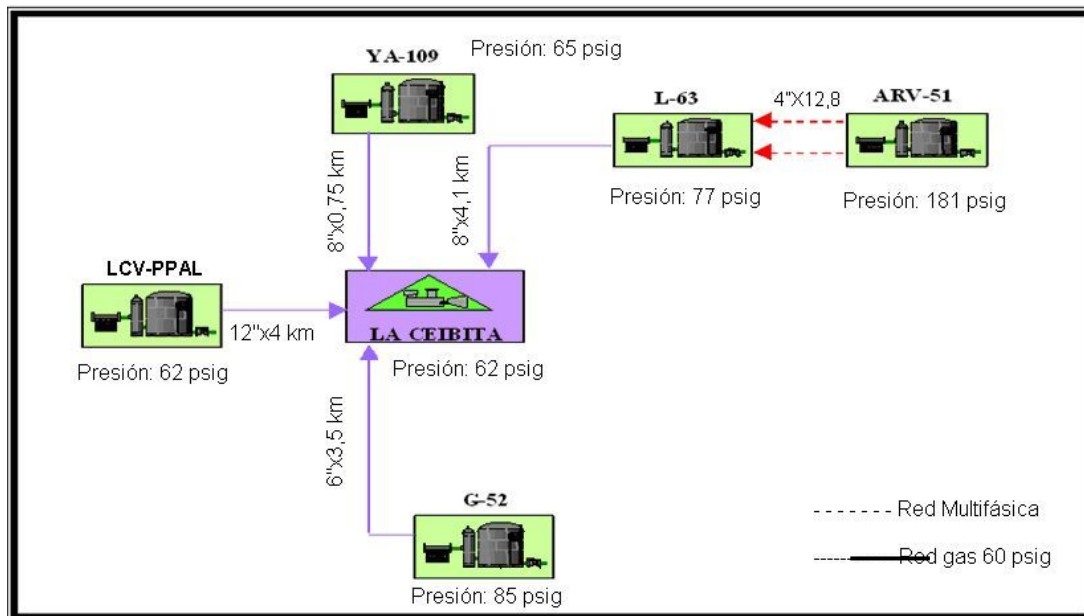 YA-109
Presión: 65 psig
L-63
4"X12,8
ARV-51
Presión: 77 psig
Presión: 181 psig
8"x0,75 km
8"x4,1 km
LCV-PPAL
12"x4 km
LA CEIBITA
Presión: 62 psig
Presión: 62 psig
6"x3,5 km
G-52
Presión: 85 psig
Red Multifásica
Red gas 60 psig